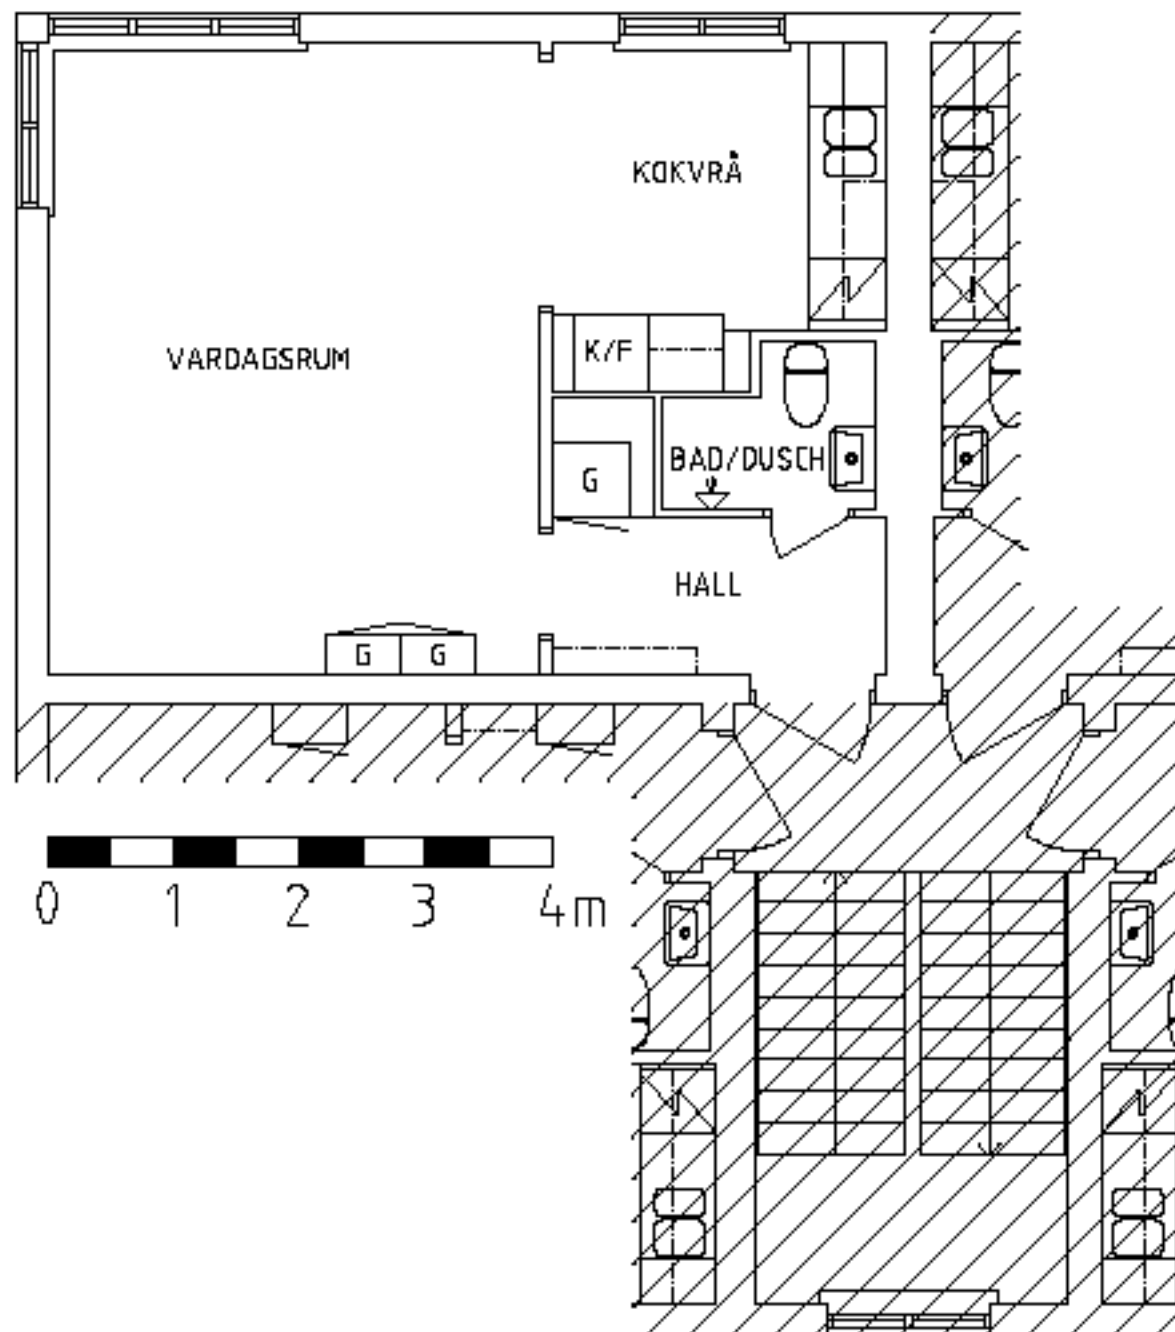 KOKVRÅ
VARDAGSRUM
K/F
BAD/DUSCH
G
HALL
G G
0 1 2 3 4m